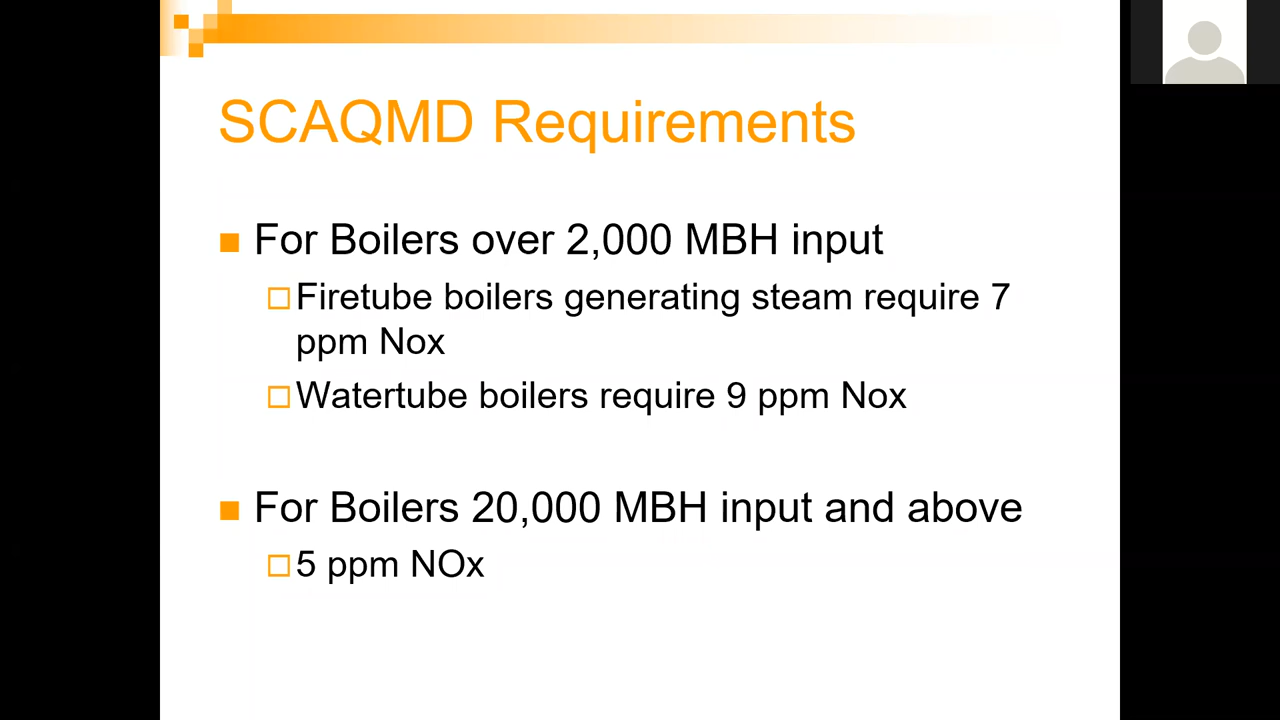 SCAQMD Requirements
For Boilers over 2,000 MBH input
Firetube boilers generating steam require 7
ppm Nox
Watertube boilers require 9 ppm Nox
For Boilers 20,000 MBH input and above
5 ppm NOx